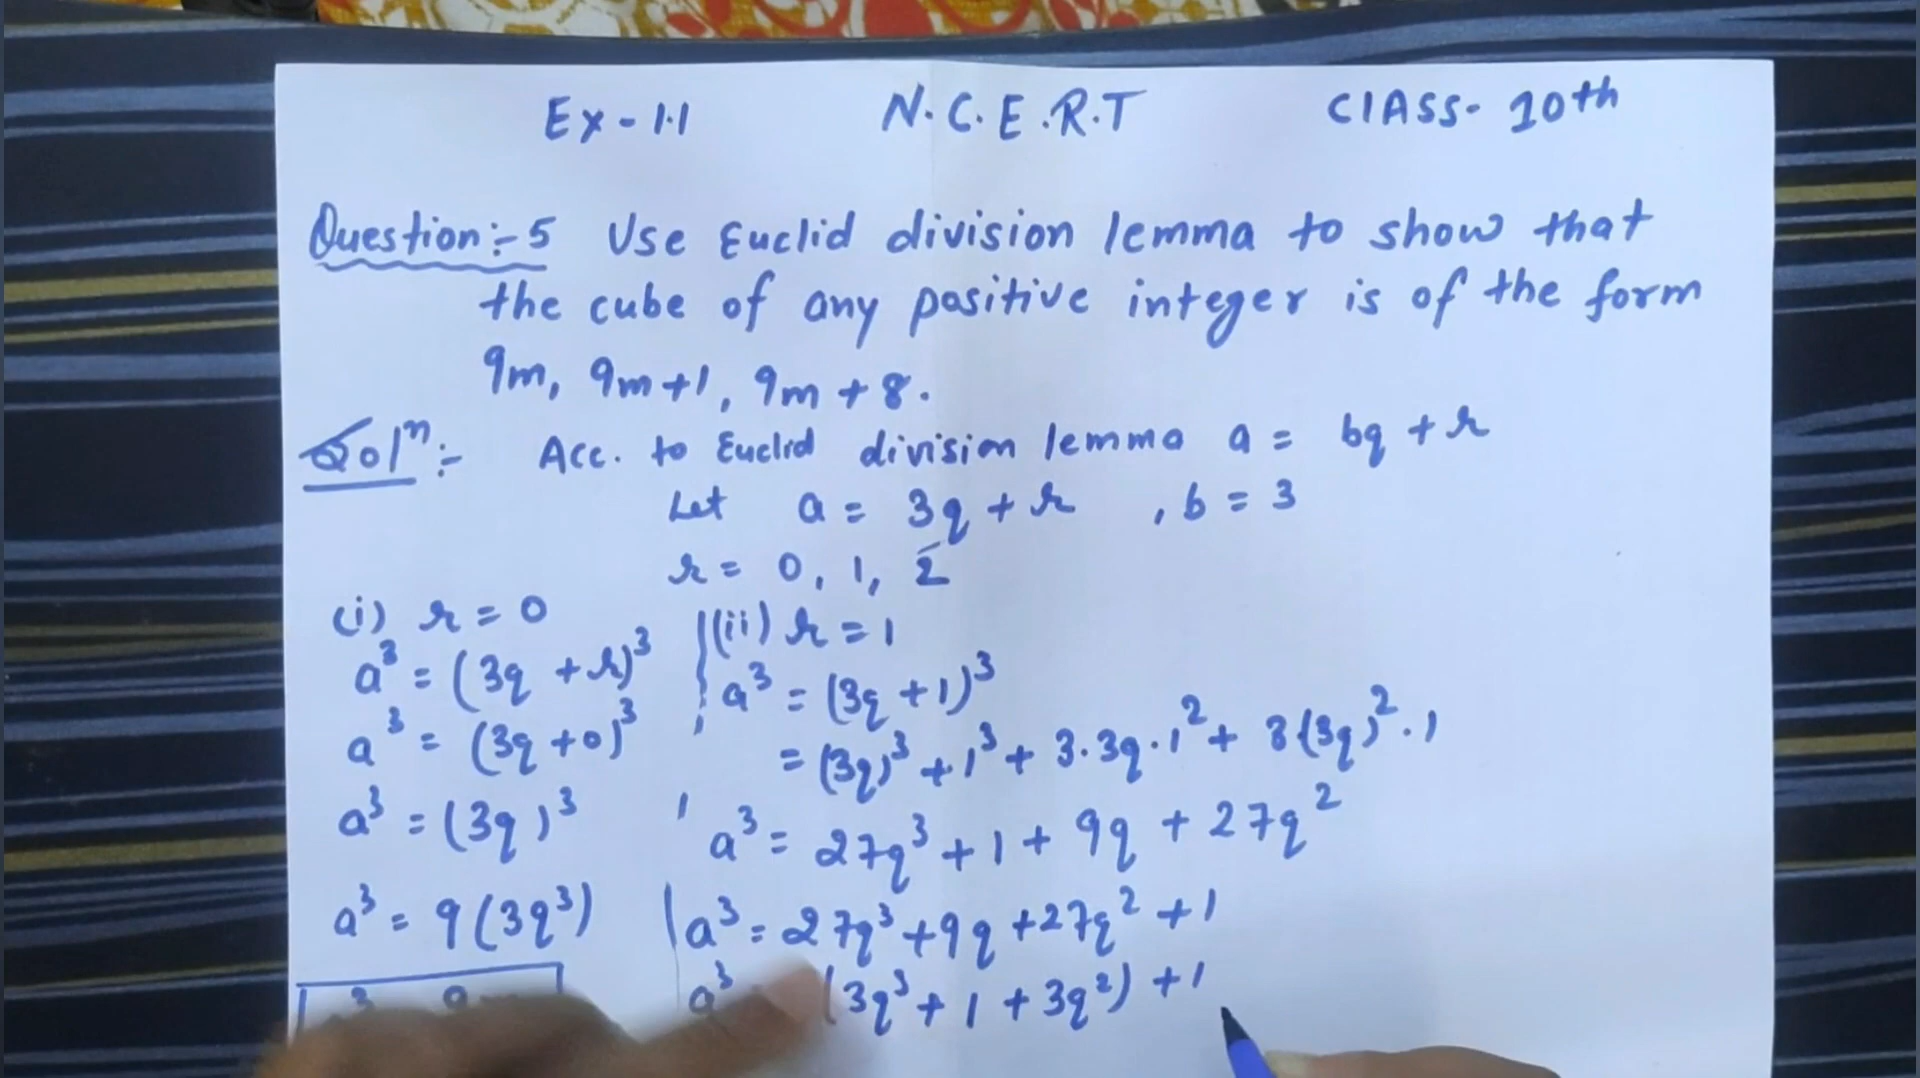 Ex-1.1 N.C.E.R.T CLASS- 10th
Question:-5 Use Euclid division lemma to show that
the cube of any positive integer is of the form
9m, 9m+1, 9m+8.
Solⁿ:- Acc. to Euclid division lemma a = bq + r
Let a = 3q + r , b = 3
r = 0, 1, 2
(i) r = 0
a³ = (3q + r)³
a³ = (3q + 0)³
a³ = (3q)³
a³ = 9(3q³)
(ii) r = 1
a³ = (3q + 1)³
= (3q)³ + 1³ + 3·3q·1² + 3(3q)²·1
a³ = 27q³ + 1 + 9q + 27q²
a³ = 27q³ + 9q + 27q² + 1
a³ (3q³ + 1 + 3q²) + 1